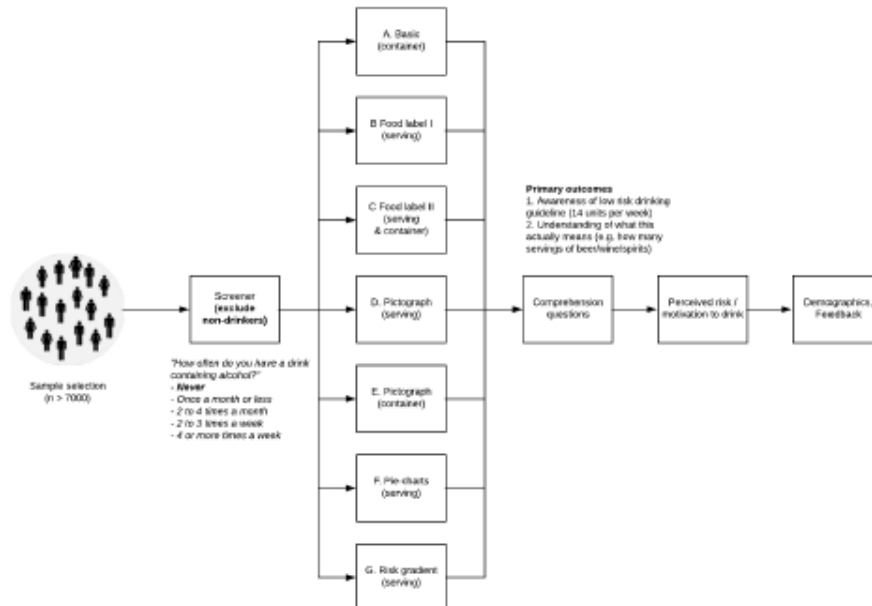 A. Basic
(container)
B Food label I
(serving)
C Food label II
(serving
& container)
Primary outcomes
1. Awareness of low risk drinking
guideline (14 units per week)
2. Understanding of what this
actually means (e.g. how many
servings of beer/wine/spirits)
Screener
(exclude
non-drinkers)
D. Pictograph
(serving)
Comprehension
questions
Perceived risk /
motivation to drink
Demographics,
Feedback
"How often do you have a drink
containing alcohol?"
- Never
- Once a month or less
- 2 to 4 times a month
- 2 to 3 times a week
- 4 or more times a week
Sample selection
(n > 7000)
E. Pictograph
(container)
F. Pie-charts
(serving)
G. Risk gradient
(serving)